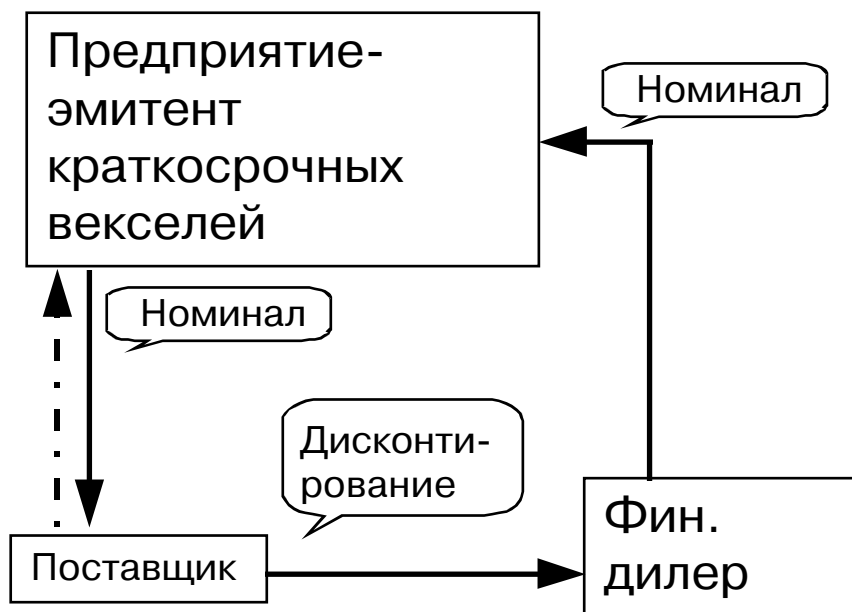 Предприятие-
эмитент
краткосрочных
векселей
Номинал
Номинал
Дисконти-
рование
Поставщик
Фин.
дилер